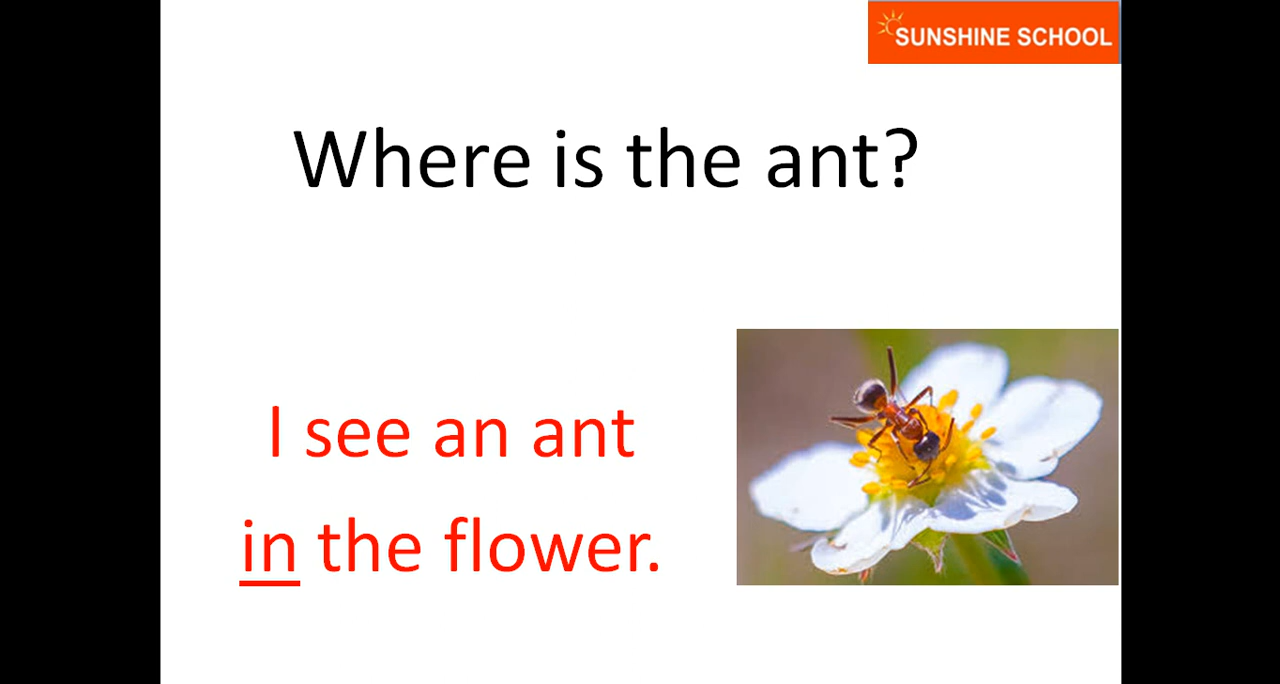 SUNSHINE SCHOOL
Where is the ant?
I see an ant
in the flower.